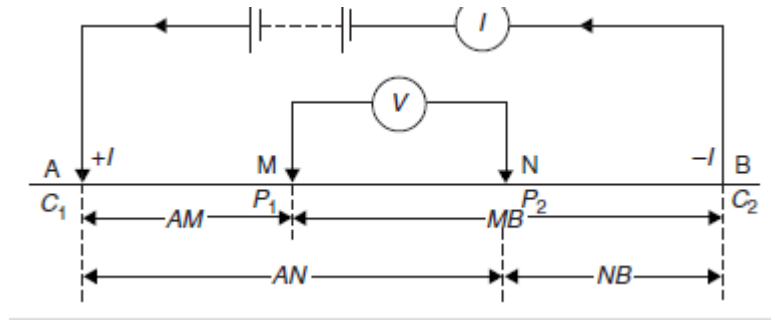 I
V
A +I M N –I B
C₁ P₁ P₂ C₂
AM MB
AN NB